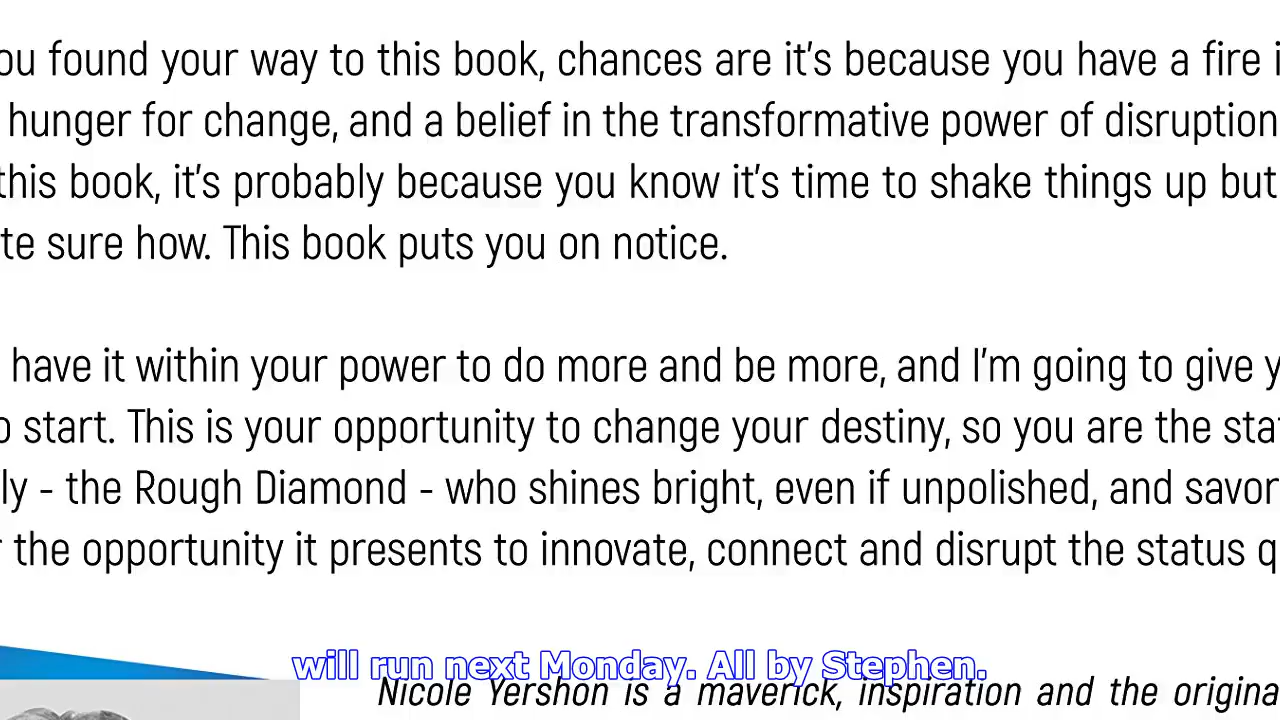 ou found your way to this book, chances are it's because you have a fire i
hunger for change, and a belief in the transformative power of disruption
this book, it's probably because you know it's time to shake things up but
te sure how. This book puts you on notice.
have it within your power to do more and be more, and I'm going to give y
o start. This is your opportunity to change your destiny, so you are the sta
ly - the Rough Diamond - who shines bright, even if unpolished, and savor
r the opportunity it presents to innovate, connect and disrupt the status q
will run next Monday. All by Stephen.
Nicole Yershon is a maverick, inspiration and the origina